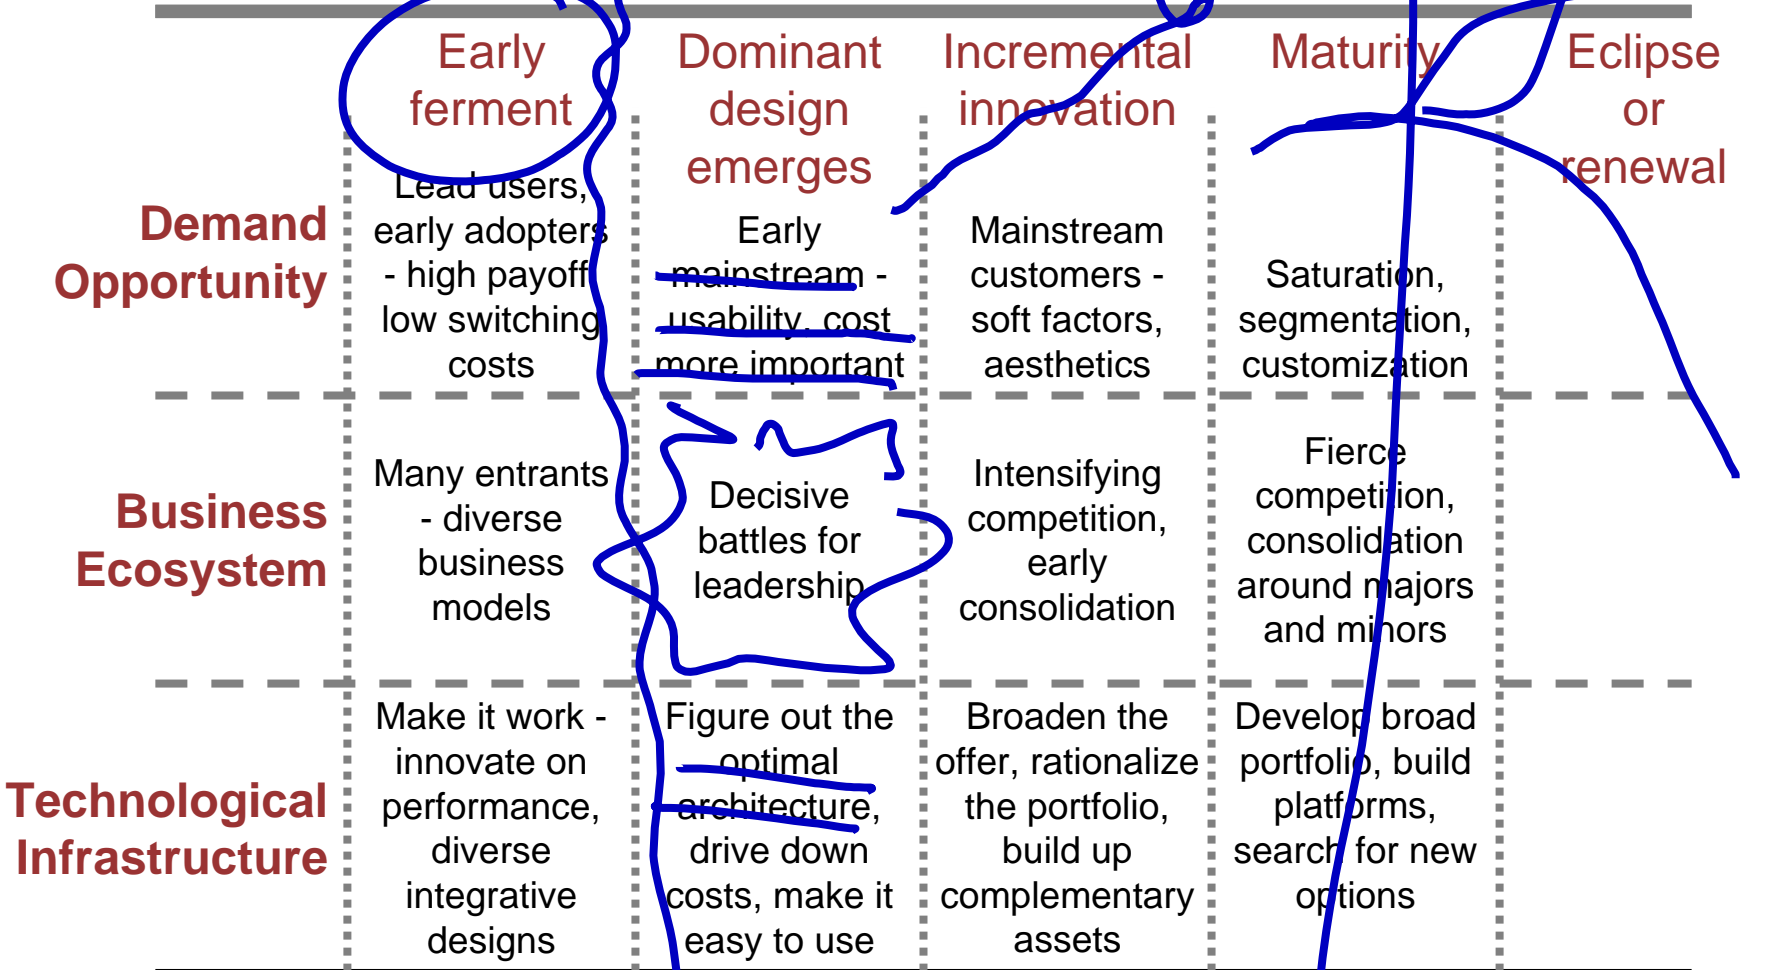 Early
ferment
Dominant
design
emerges
Incremental
innovation
Maturity
Eclipse
or
renewal
Demand
Opportunity
Lead users,
early adopters
- high payoff,
low switching
costs
Early
mainstream -
usability, cost
more important
Mainstream
customers -
soft factors,
aesthetics
Saturation,
segmentation,
customization
Business
Ecosystem
Many entrants
- diverse
business
models
Decisive
battles for
leadership
Intensifying
competition,
early
consolidation
Fierce
competition,
consolidation
around majors
and minors
Technological
Infrastructure
Make it work -
innovate on
performance,
diverse
integrative
designs
Figure out the
optimal
architecture,
drive down
costs, make it
easy to use
Broaden the
offer, rationalize
the portfolio,
build up
complementary
assets
Develop broad
portfolio, build
platforms,
search for new
options